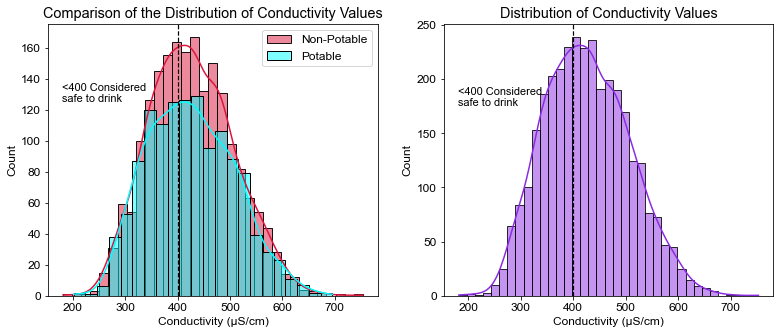 Comparison of the Distribution of Conductivity Values
Non-Potable
Potable
<400 Considered
safe to drink
160
140
120
100
80
60
40
20
0
Count
200 300 400 500 600 700
Conductivity (μS/cm)
Distribution of Conductivity Values
<400 Considered
safe to drink
250
200
150
100
50
0
Count
200 300 400 500 600 700
Conductivity (μS/cm)